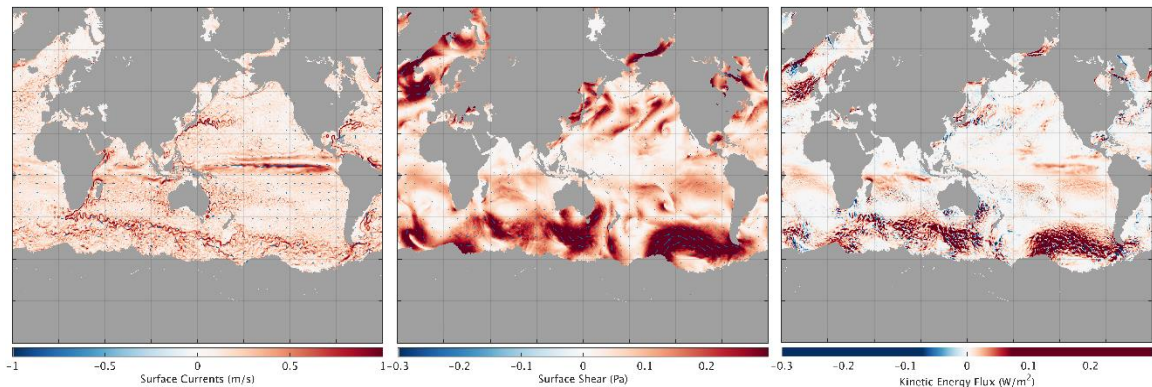 -1 -0.5 0 0.5 1
Surface Currents (m/s)
-0.3 -0.2 -0.1 0 0.1 0.2
Surface Shear (Pa)
-0.3 -0.2 -0.1 0 0.1 0.2
Kinetic Energy Flux (W/m²)